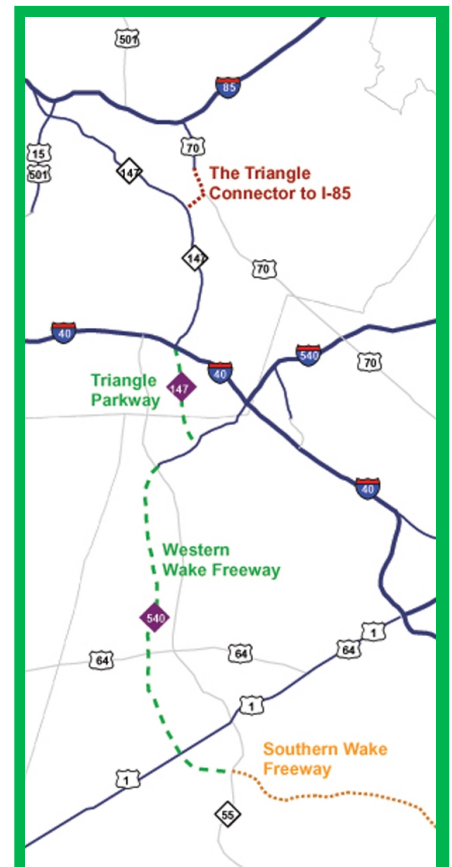 501
85
70
15
501
147
The Triangle
Connector to I-85
147
70
40
540
70
40
Triangle
Parkway
147
40
Western
Wake Freeway
540
1
64
64
64
1
Southern Wake
Freeway
1
55